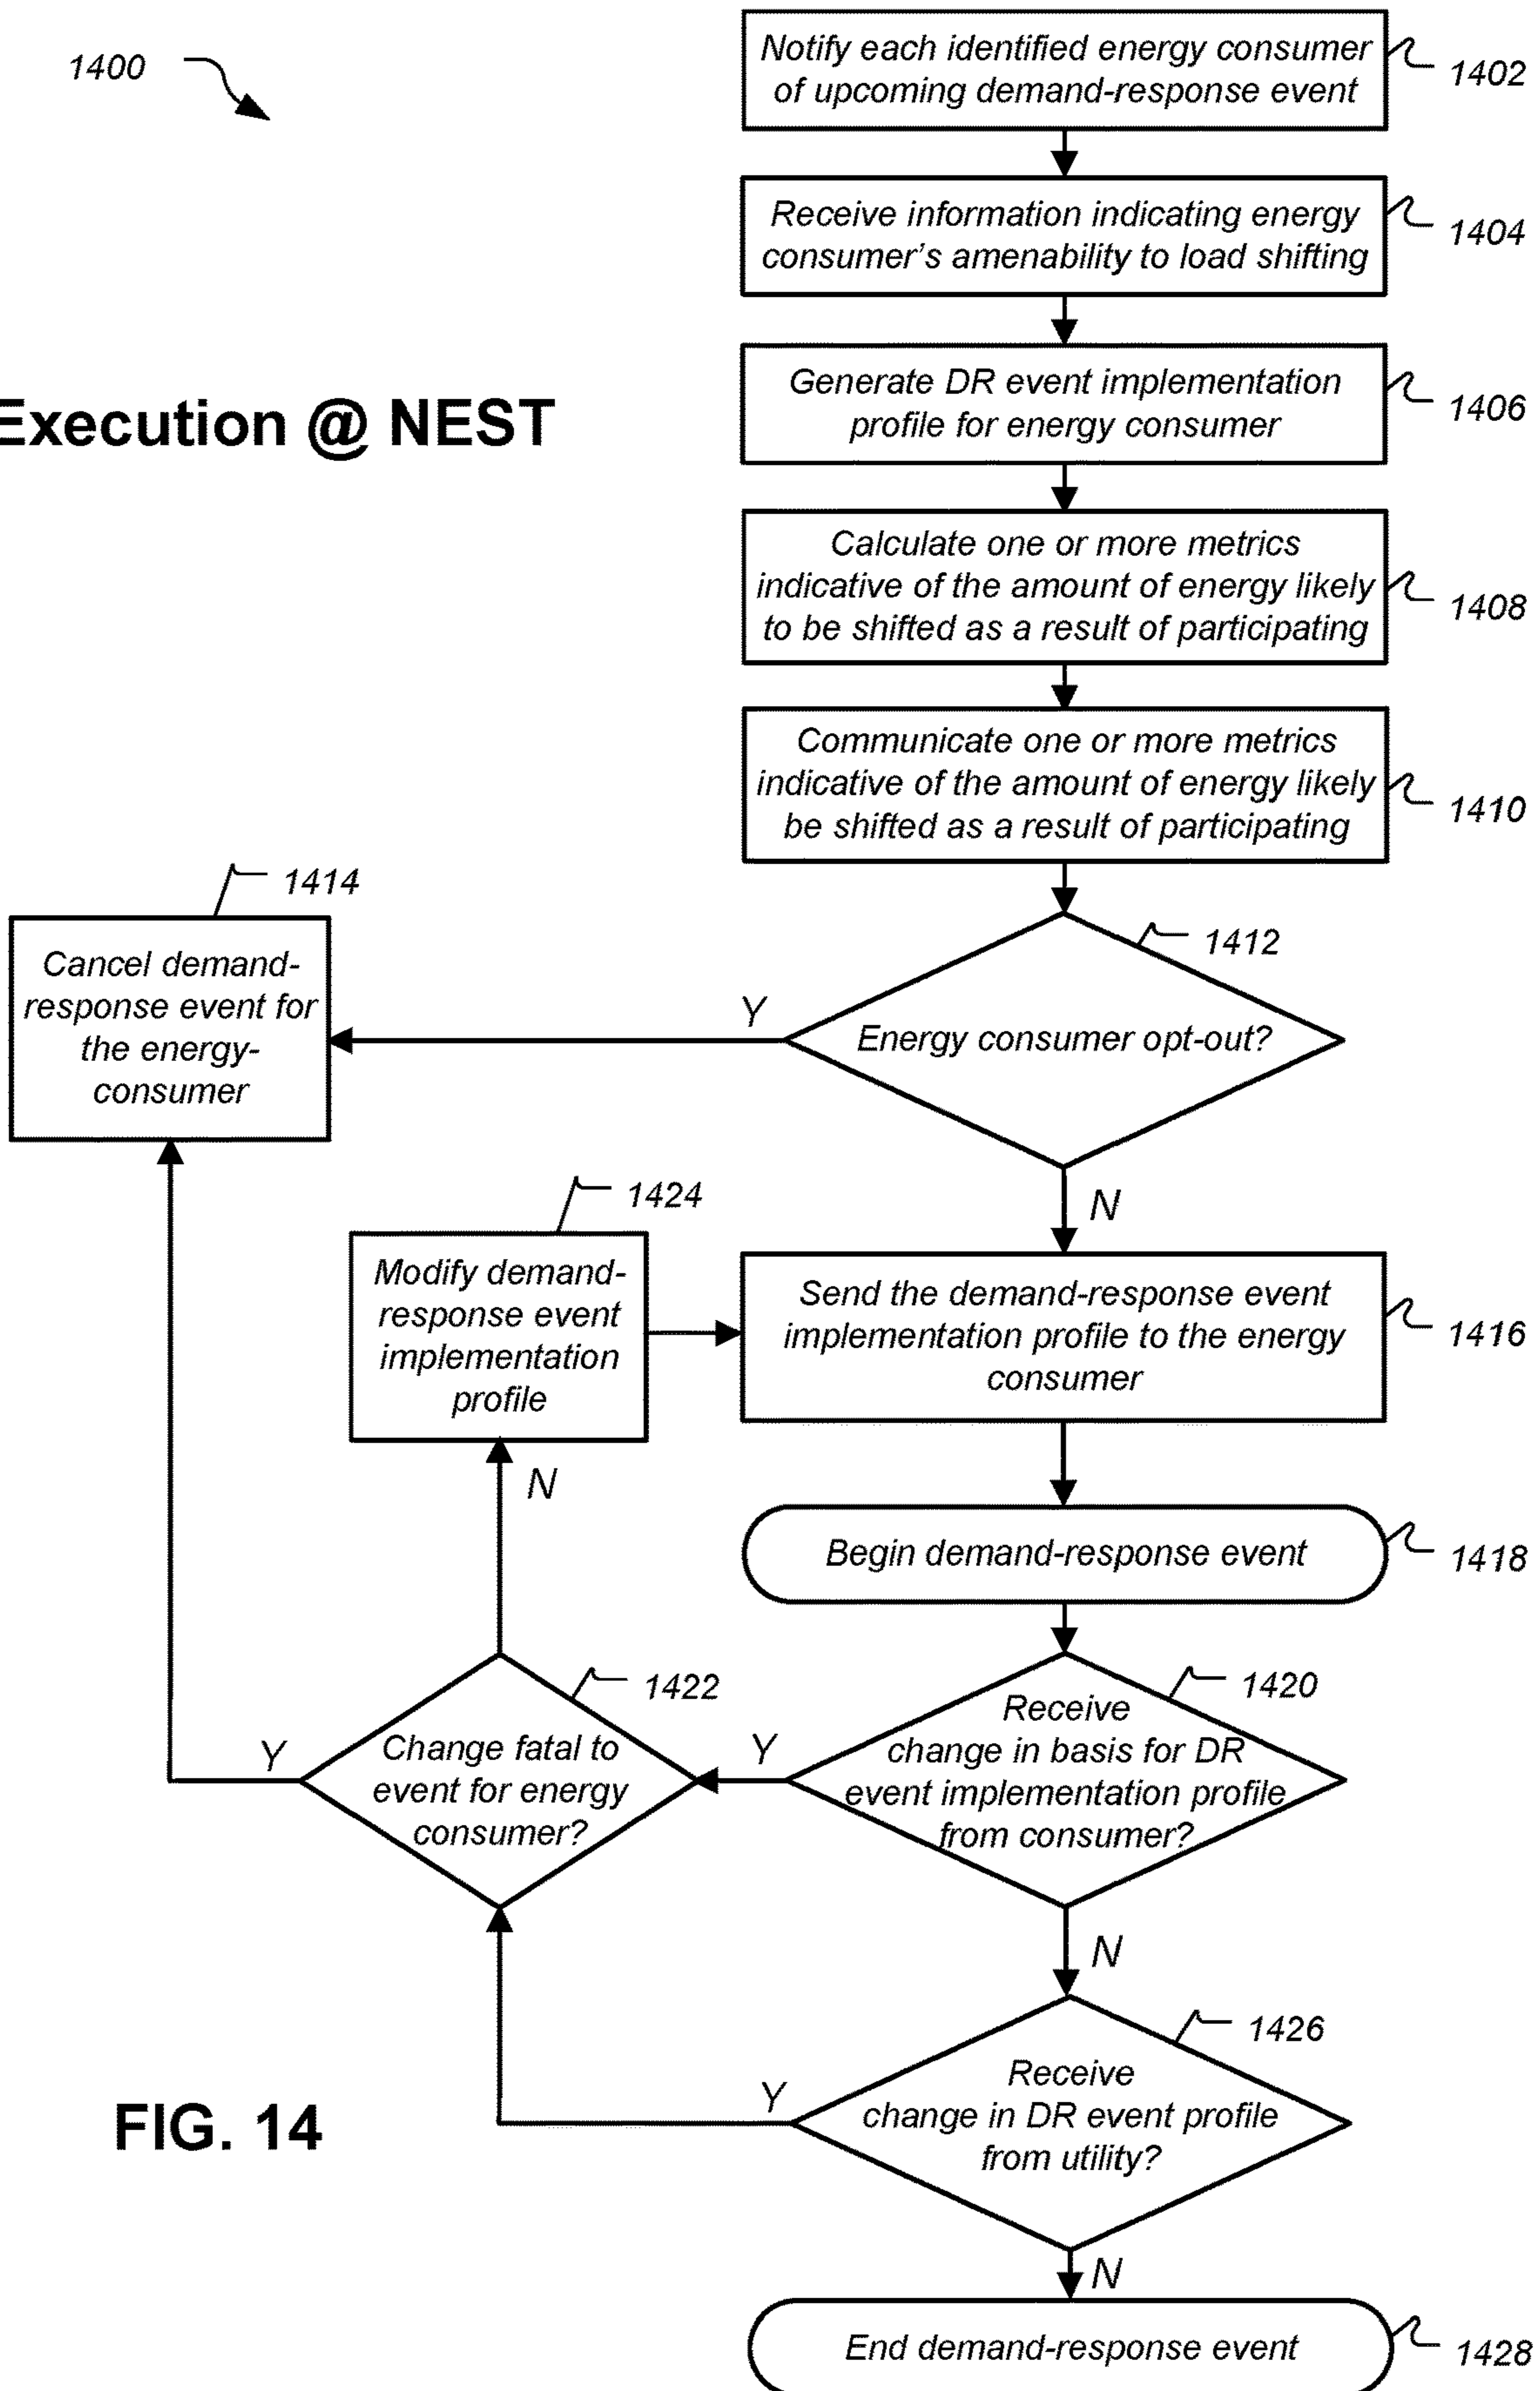 1400
Notify each identified energy consumer
of upcoming demand-response event
1402
Receive information indicating energy
consumer's amenability to load shifting
1404
Execution @ NEST
Generate DR event implementation
profile for energy consumer
1406
Calculate one or more metrics
indicative of the amount of energy likely
to be shifted as a result of participating
1408
Communicate one or more metrics
indicative of the amount of energy likely
be shifted as a result of participating
1410
1412
Energy consumer opt-out?
Y
1414
Cancel demand-
response event for
the energy-
consumer
N
1424
Modify demand-
response event
implementation
profile
Send the demand-response event
implementation profile to the energy
consumer
1416
N
Begin demand-response event
1418
1420
Receive
change in basis for DR
event implementation profile
from consumer?
Y
1422
Change fatal to
event for energy
consumer?
Y
N
1426
Receive
change in DR event profile
from utility?
Y
FIG. 14
N
End demand-response event
1428